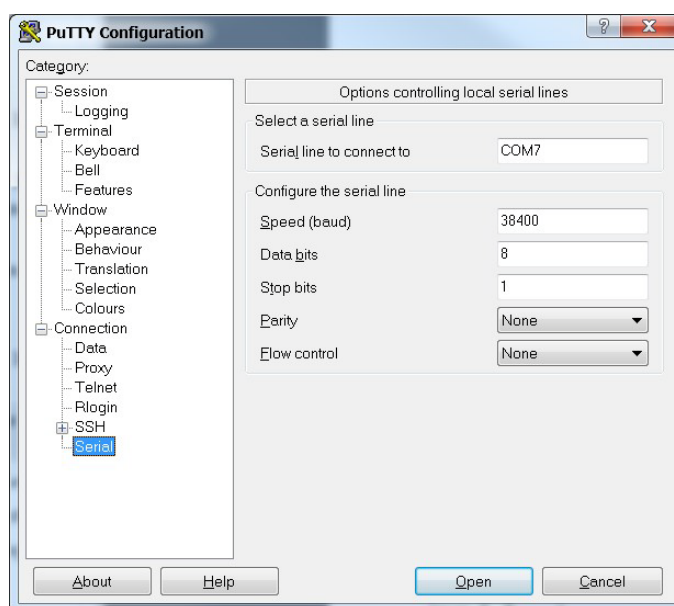 PuTTY Configuration
Category:
Session
Logging
Terminal
Keyboard
Bell
Features
Window
Appearance
Behaviour
Translation
Selection
Colours
Connection
Data
Proxy
Telnet
Rlogin
SSH
Serial
Options controlling local serial lines
Select a serial line
Serial line to connect to COM7
Configure the serial line
Speed (baud) 38400
Data bits 8
Stop bits 1
Parity None
Flow control None
About Help Open Cancel